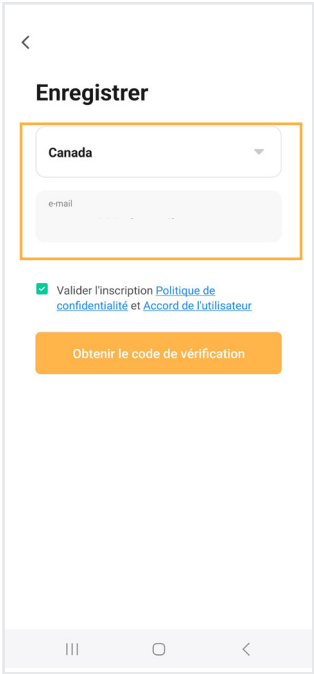 Enregistrer
Canada
e-mail
Valider l'inscription Politique de
confidentialité et Accord de l'utilisateur
Obtenir le code de vérification